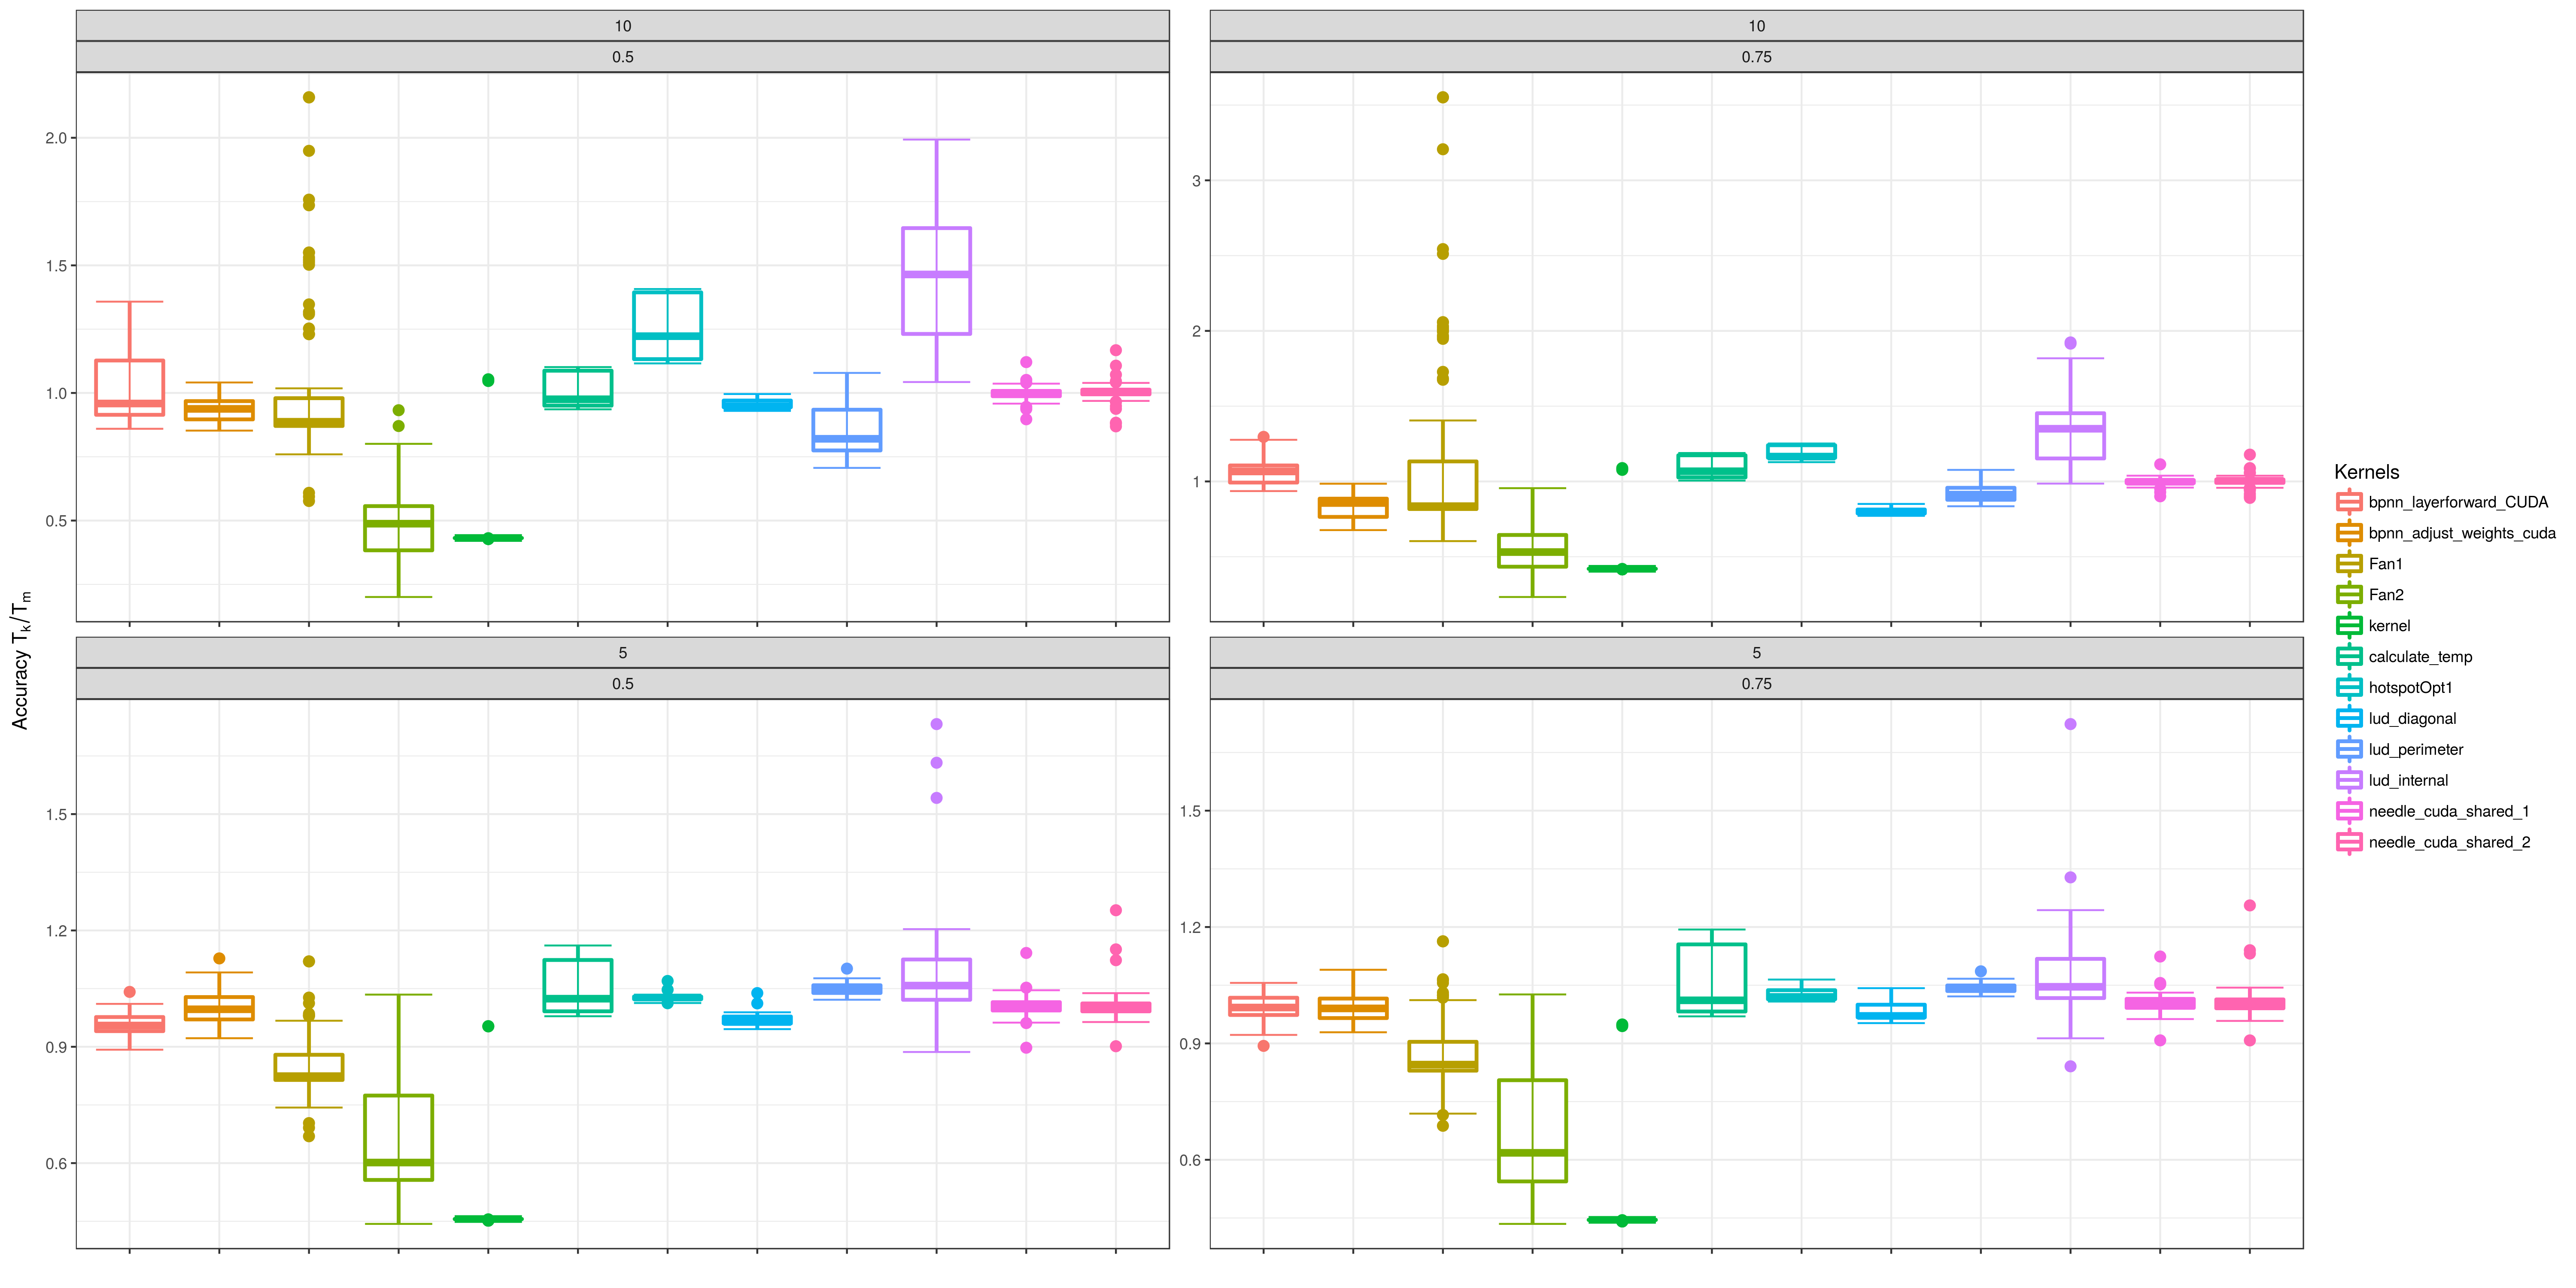 10
0.5
2.0
1.5
1.0
0.5
10
0.75
3
2
1
5
0.5
1.5
1.2
0.9
0.6
5
0.75
1.5
1.2
0.9
0.6
Accuracy Tk/Tm
Kernels
bpnn_layerforward_CUDA
bpnn_adjust_weights_cuda
Fan1
Fan2
kernel
calculate_temp
hotspotOpt1
lud_diagonal
lud_perimeter
lud_internal
needle_cuda_shared_1
needle_cuda_shared_2